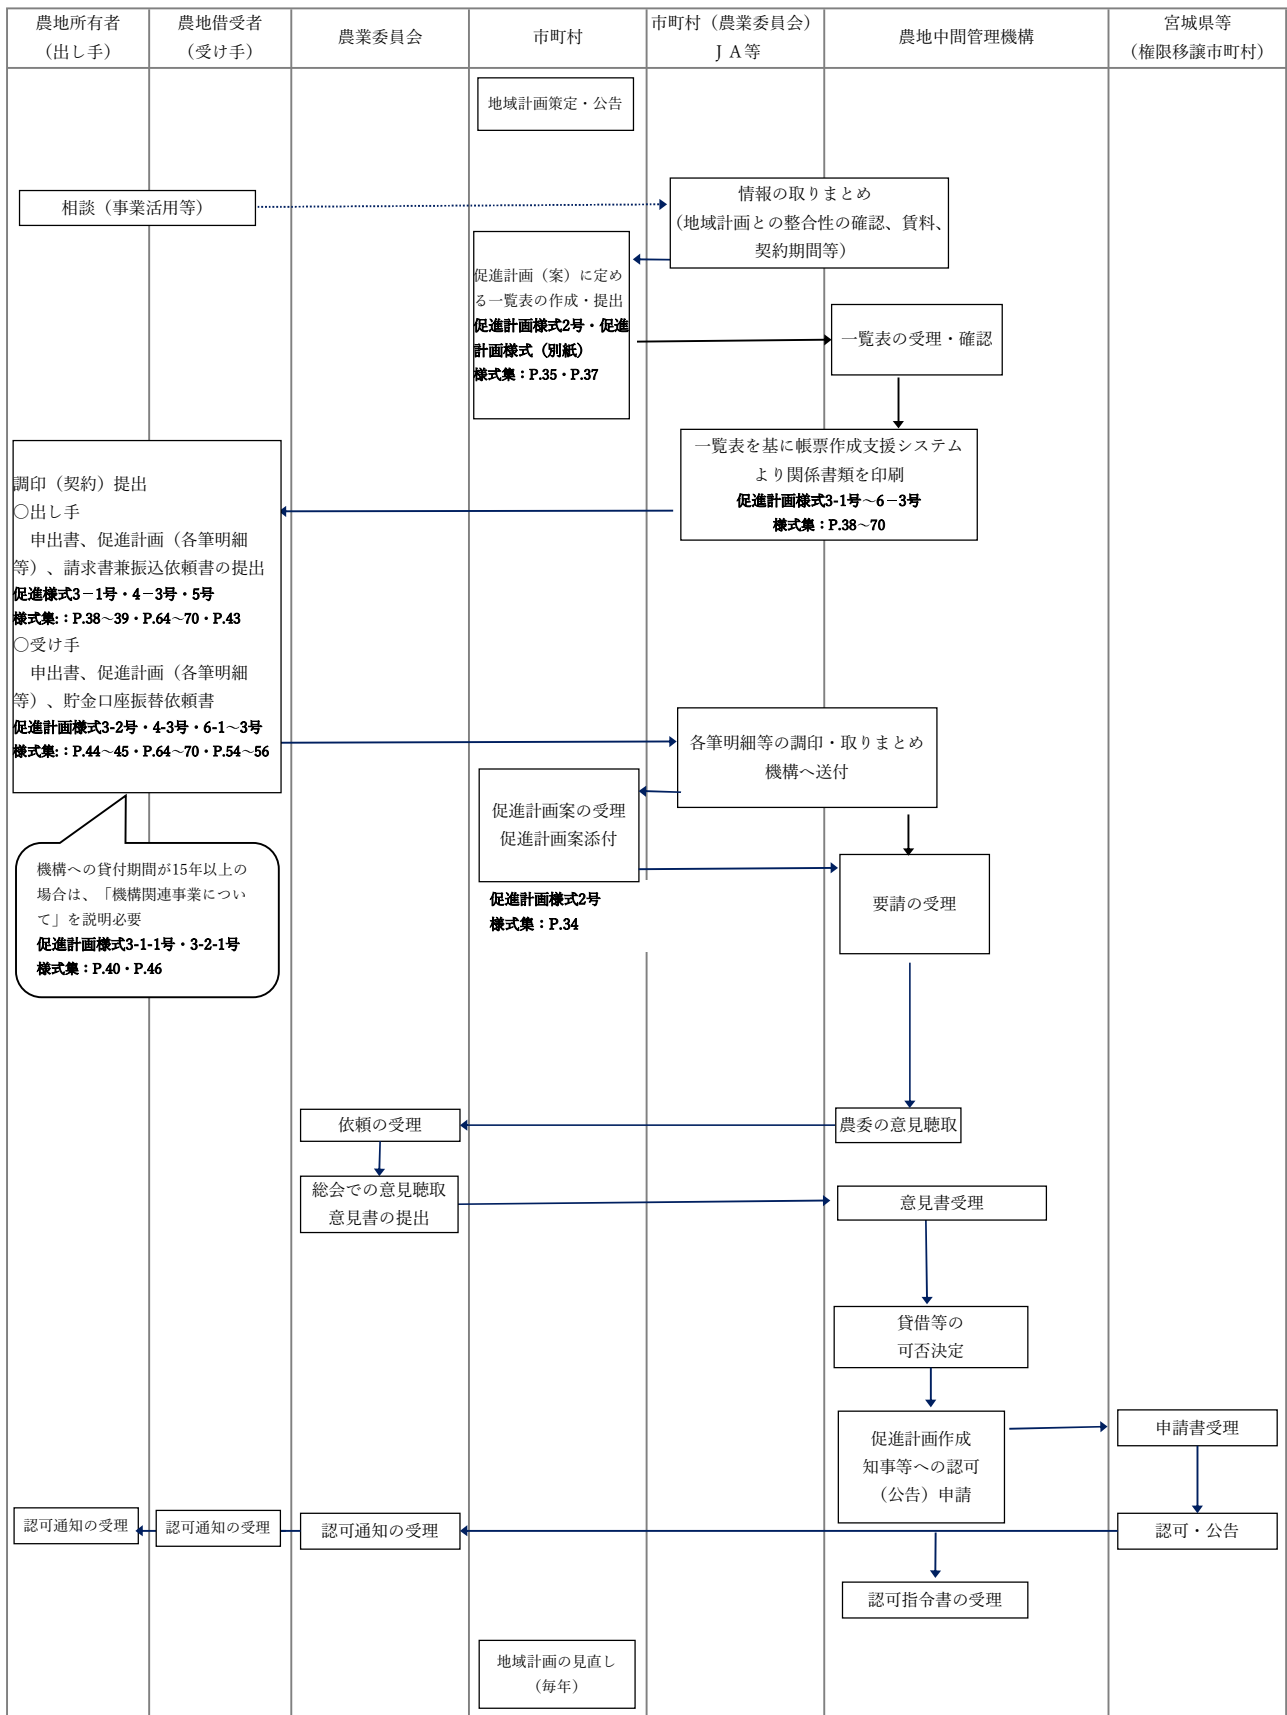 農地所有者
（出し手）
農地借受者
（受け手）
農業委員会
市町村
市町村（農業委員会）
ＪＡ等
農地中間管理機構
宮城県等
（権限移譲市町村）
地域計画策定・公告
相談（事業活用等）
情報の取りまとめ
（地域計画との整合性の確認、賃料、
契約期間等）
促進計画（案）に定め
る一覧表の作成・提出
促進計画様式2号・促進
計画様式（別紙）
様式集：P.35・P.37
一覧表の受理・確認
一覧表を基に帳票作成支援システム
より関係書類を印刷
促進計画様式3-1号～6－3号
様式集：P.38～70
調印（契約）提出
○出し手
　申出書、促進計画（各筆明細
等）、請求書兼振込依頼書の提出
促進様式3－1号・4－3号・5号
様式集:：P.38～39・P.64～70・P.43
○受け手
　申出書、促進計画（各筆明細
等）、貯金口座振替依頼書
促進計画様式3-2号・4-3号・6-1～3号
様式集:：P.44～45・P.64～70・P.54～56
各筆明細等の調印・取りまとめ
機構へ送付
促進計画案の受理
促進計画案添付
促進計画様式2号
様式集：P.34
要請の受理
機構への貸付期間が15年以上の
場合は、「機構関連事業につい
て」を説明必要
促進計画様式3-1-1号・3-2-1号
様式集：P.40・P.46
依頼の受理
農委の意見聴取
総会での意見聴取
意見書の提出
意見書受理
貸借等の
可否決定
促進計画作成
知事等への認可
（公告）申請
申請書受理
認可通知の受理
認可通知の受理
認可通知の受理
認可・公告
認可指令書の受理
地域計画の見直し
（毎年）